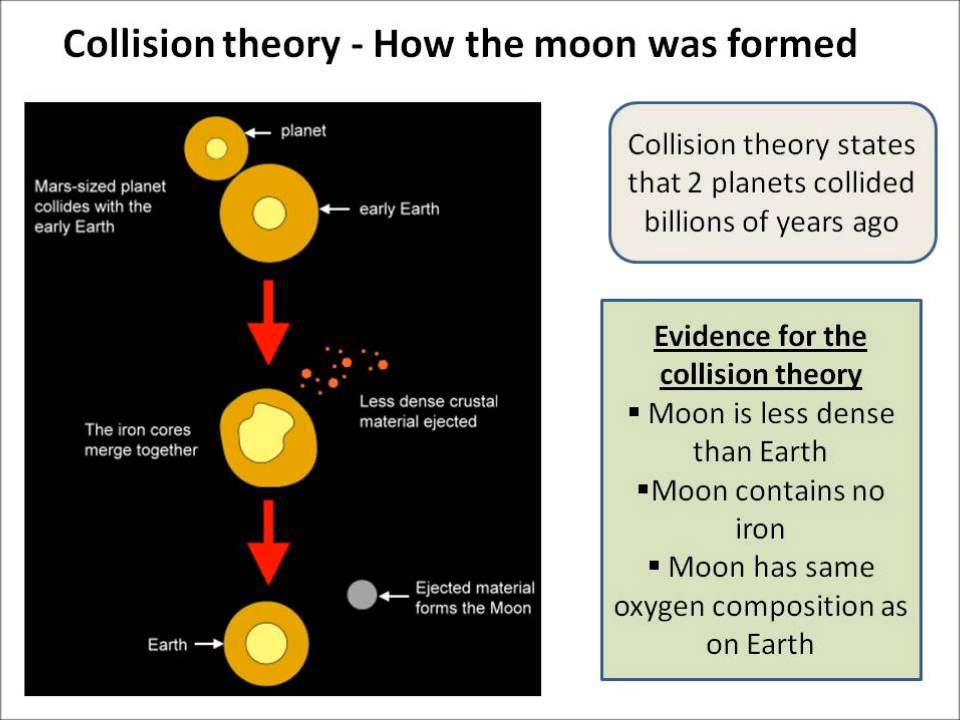 Collision theory - How the moon was formed
planet
Mars-sized planet
collides with the
early Earth
early Earth
The iron cores
merge together
Less dense crustal
material ejected
Ejected material
forms the Moon
Earth
Collision theory states
that 2 planets collided
billions of years ago
Evidence for the
collision theory
▪ Moon is less dense
than Earth
▪Moon contains no
iron
▪ Moon has same
oxygen composition as
on Earth